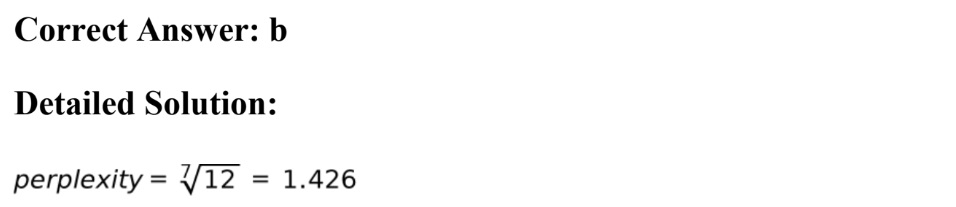 Correct Answer: b
Detailed Solution:
perplexity = ⁷√12 = 1.426